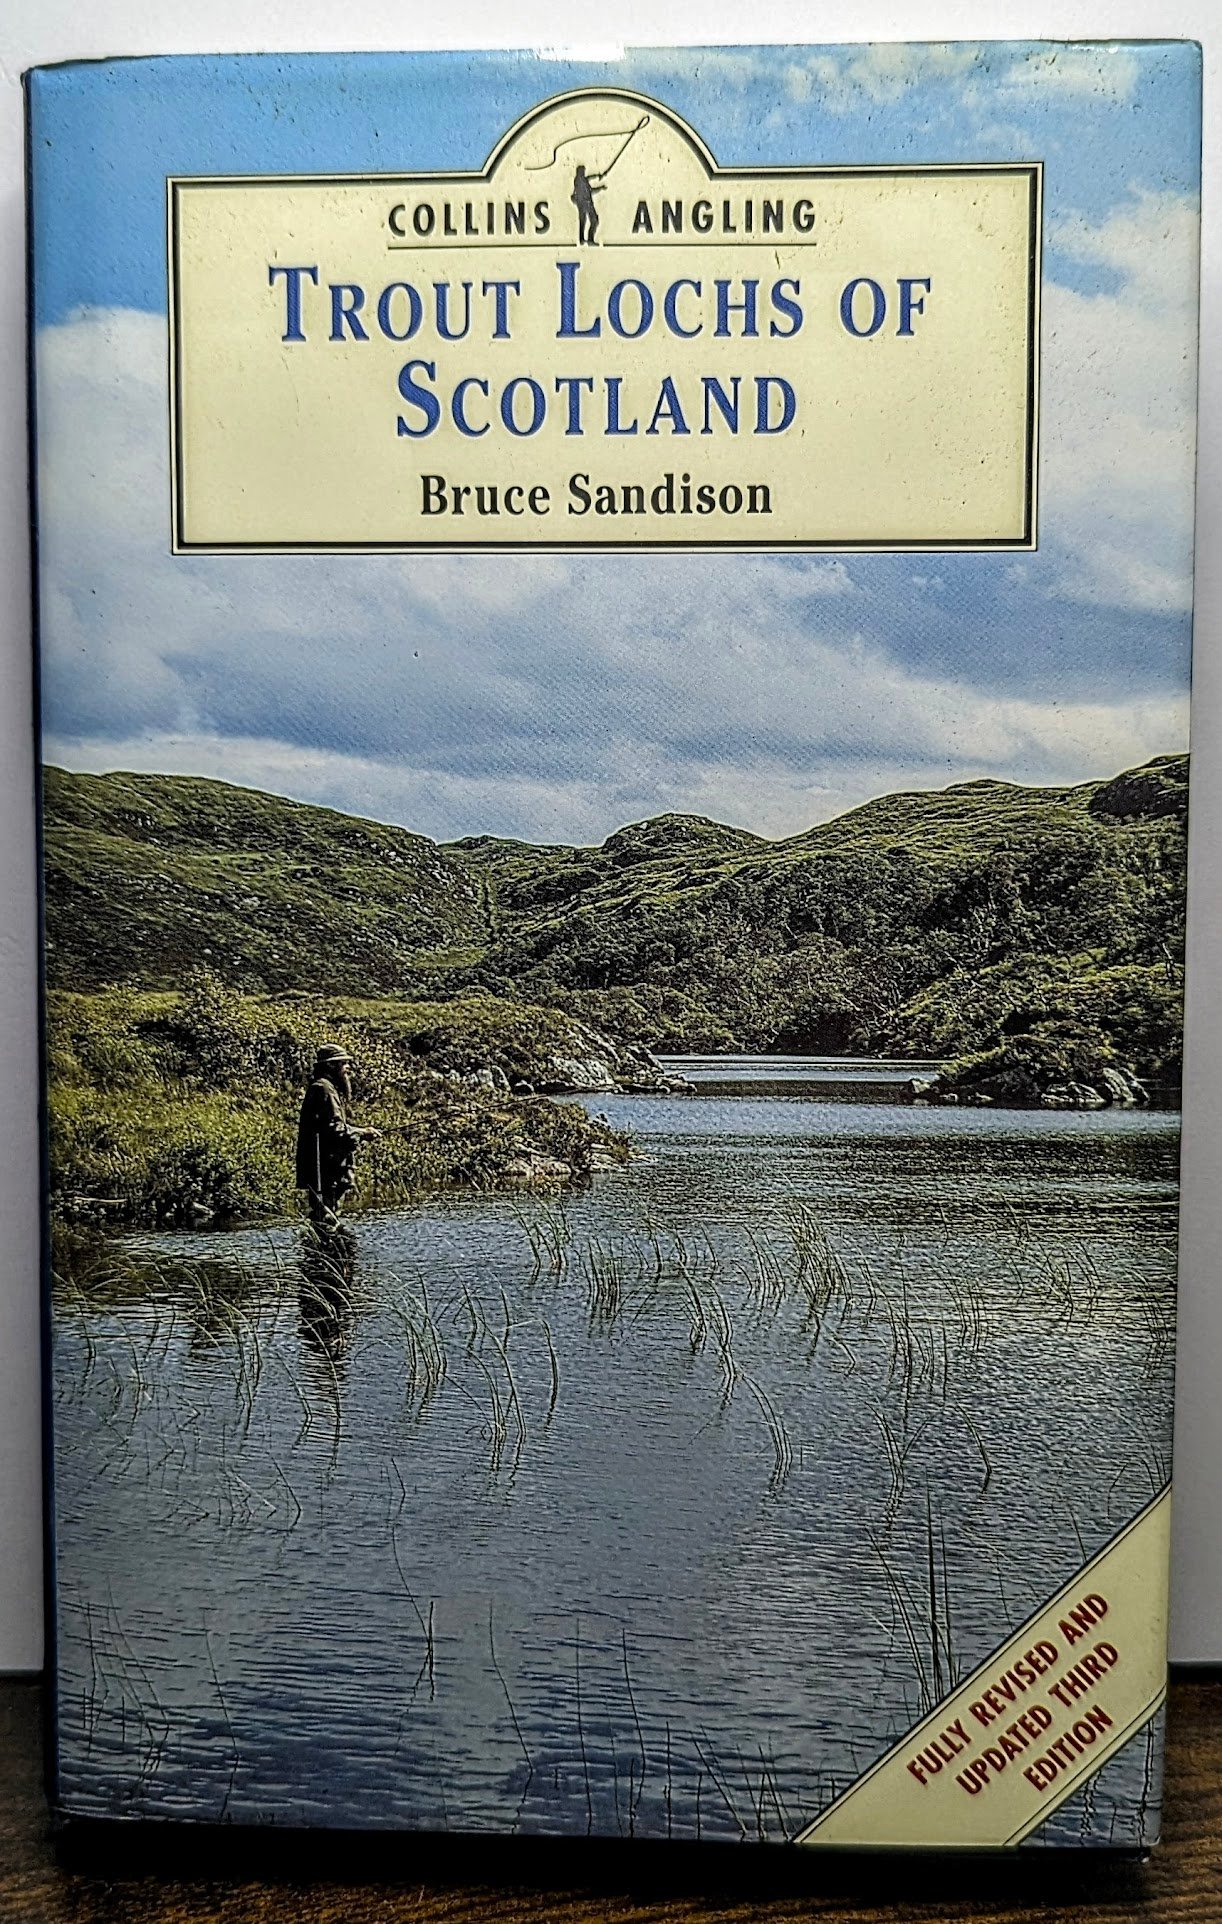 COLLINS ANGLING
TROUT LOCHS OF
SCOTLAND
Bruce Sandison
FULLY REVISED AND
UPDATED THIRD
EDITION